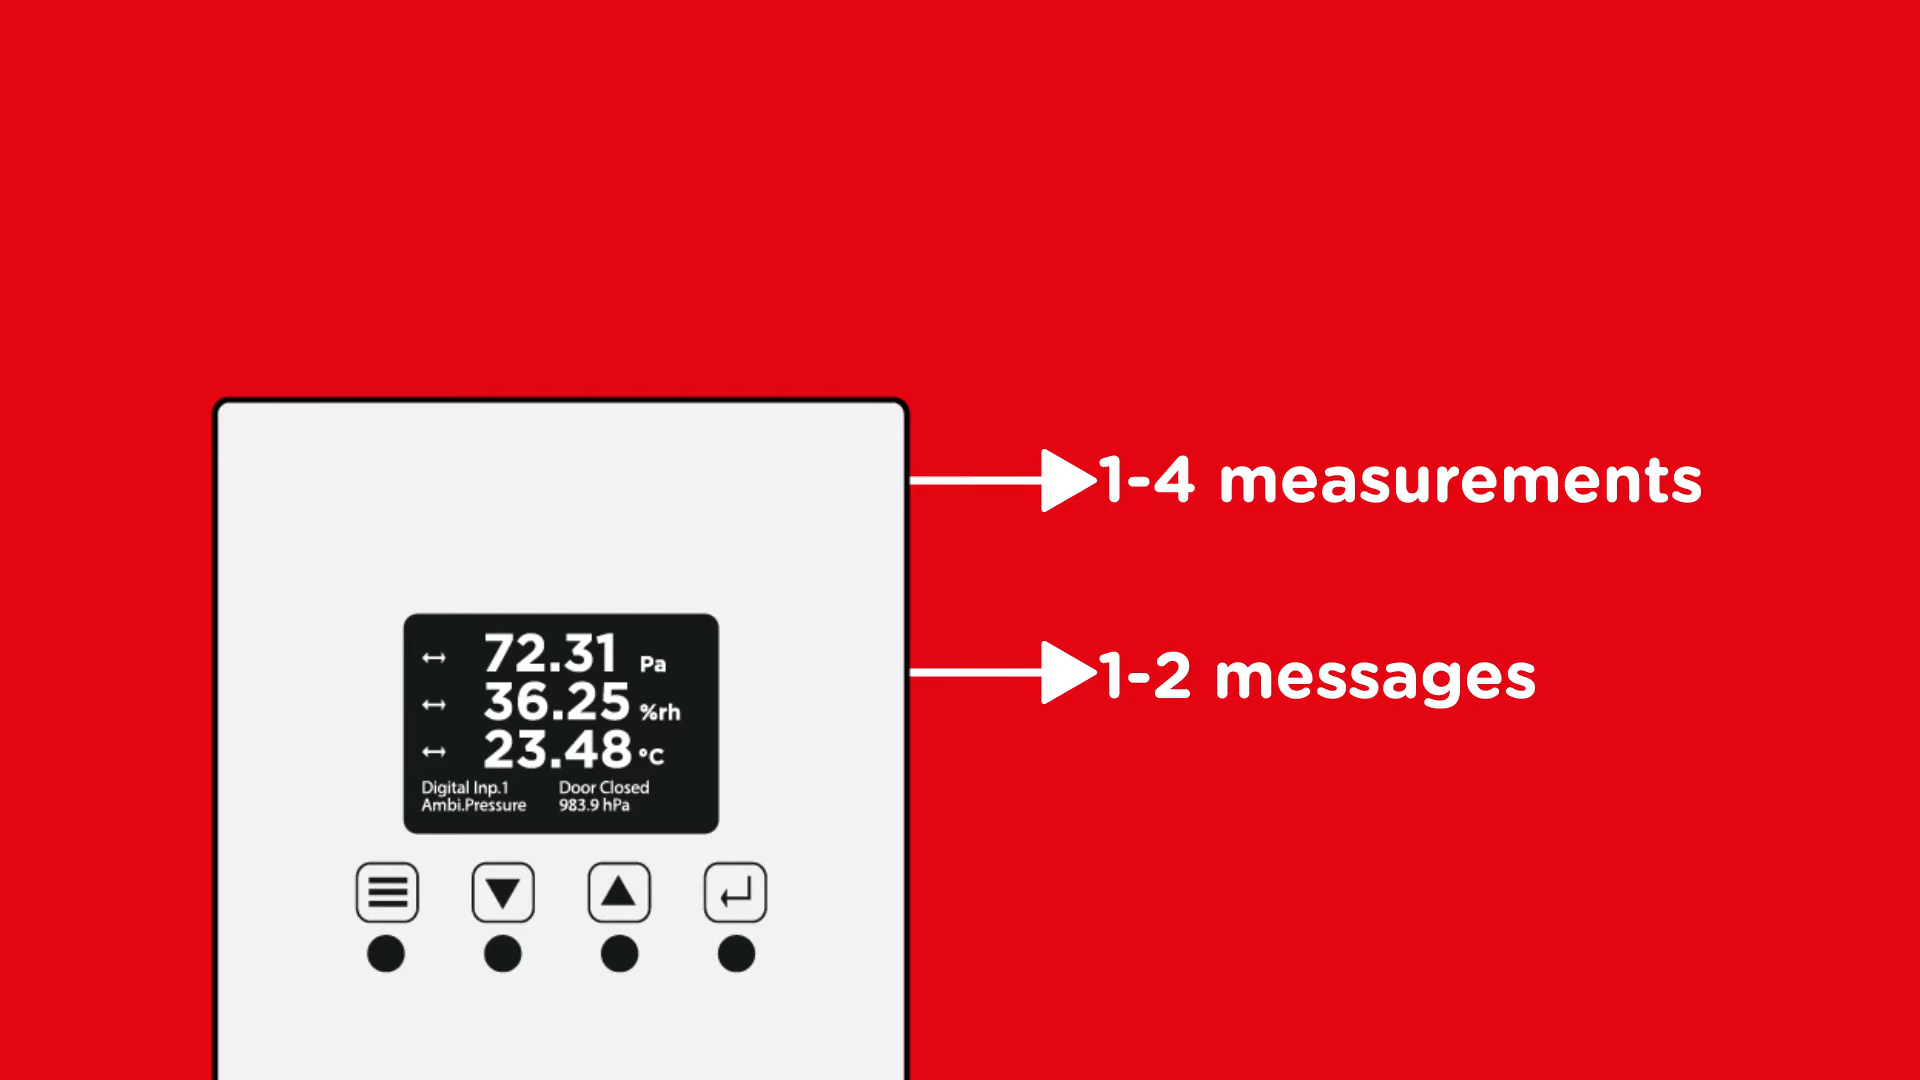 1-4 measurements
1-2 messages
72.31 Pa
36.25 %rh
23.48 °C
Digital Inp.1 Door Closed
Ambi.Pressure 983.9 hPa